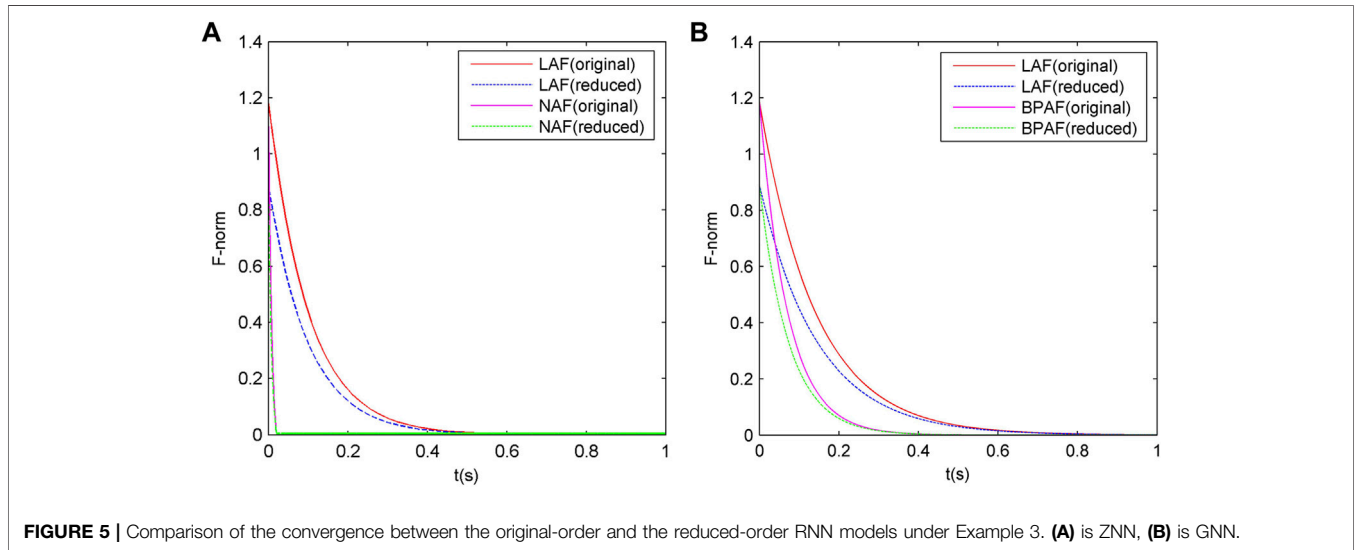 A
1.4
1.2
1
0.8
0.6
0.4
0.2
0
F-norm
0
0.2
0.4
0.6
0.8
1
t(s)
LAF(original)
LAF(reduced)
NAF(original)
NAF(reduced)
B
1.4
1.2
1
0.8
0.6
0.4
0.2
0
F-norm
0
0.2
0.4
0.6
0.8
1
t(s)
LAF(original)
LAF(reduced)
BPAF(original)
BPAF(reduced)
FIGURE 5 | Comparison of the convergence between the original-order and the reduced-order RNN models under Example 3. (A) is ZNN, (B) is GNN.